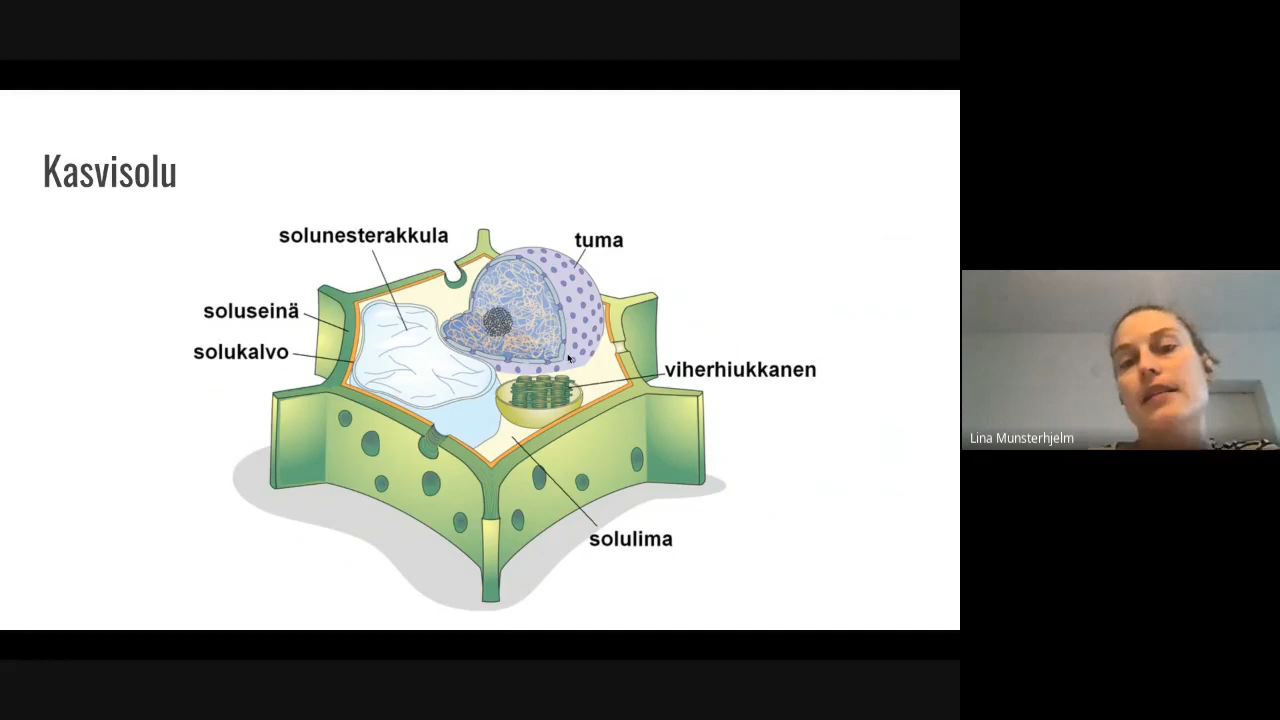 Kasvisolu
solunesterakkula
tuma
soluseinä
solukalvo
viherhiukkanen
solulima
Lina Munsterhjelm